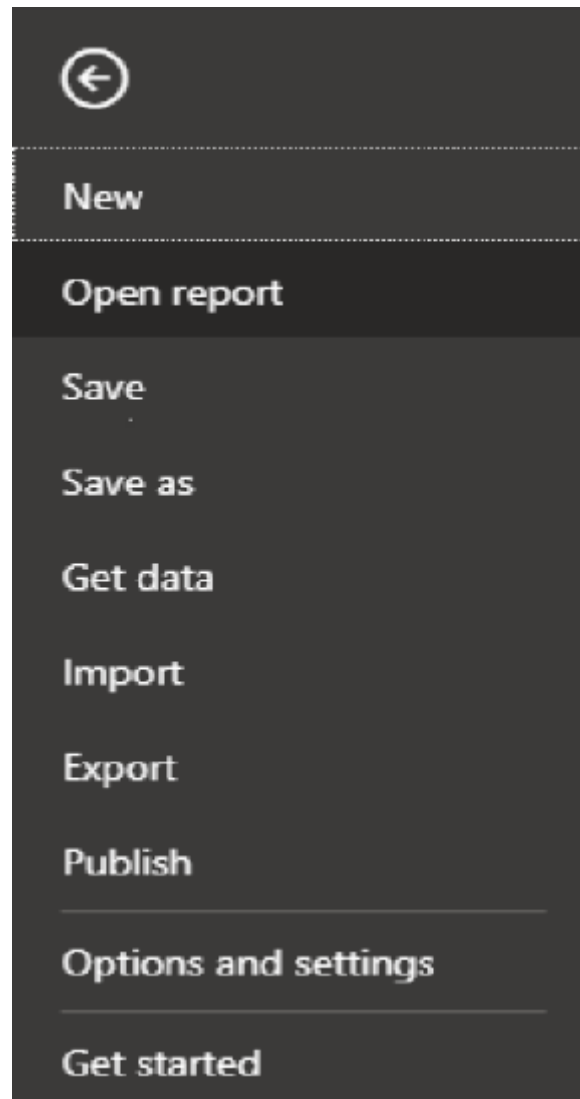 New
Open report
Save
Save as
Get data
Import
Export
Publish
Options and settings
Get started